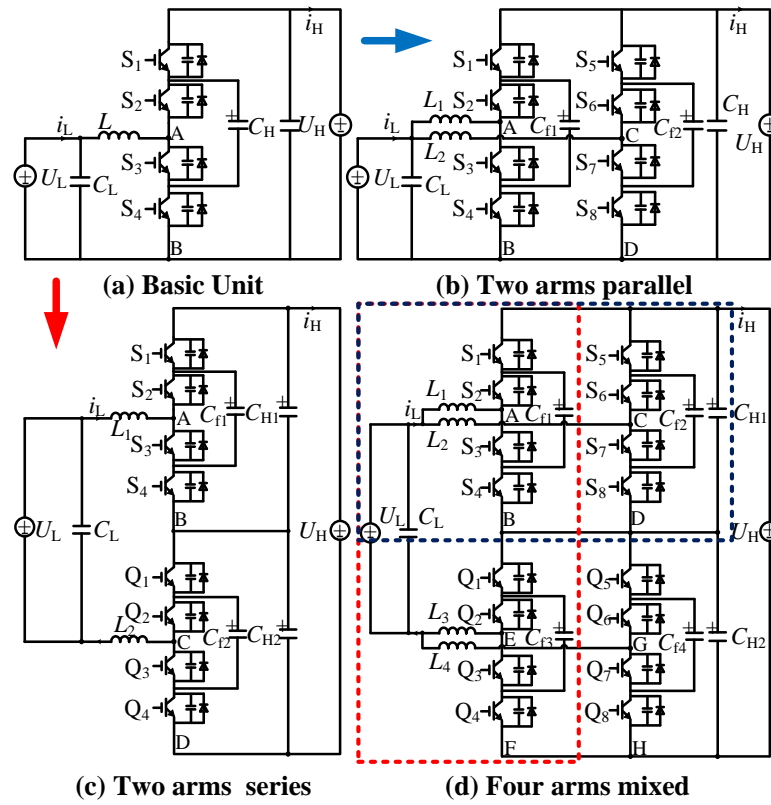 i_H
S_1
S_2
i_L
L
A
C_H
U_H
S_3
U_L
C_L
S_4
B
(a) Basic Unit
i_H
S_1
S_5
L_1
S_2
S_6
C_H
i_L
A
C_f1
C_f2
C
U_H
L_2
S_3
S_7
U_L
C_L
S_4
S_8
B
D
(b) Two arms parallel
i_H
S_1
S_2
i_L
L_1
A
C_f1
C_H1
S_3
S_4
B
U_L
C_L
U_H
Q_1
Q_2
L_2
C
C_f2
C_H2
Q_3
Q_4
D
(c) Two arms series
i_H
S_1
S_5
L_1
S_2
S_6
i_L
A
C_f1
C_f2
C_H1
C
L_2
S_3
S_7
S_4
S_8
B
D
U_L
C_L
U_H
Q_1
Q_5
L_3
Q_2
Q_6
E
C_f3
G
C_f4
C_H2
L_4
Q_3
Q_7
Q_4
Q_8
F
H
(d) Four arms mixed